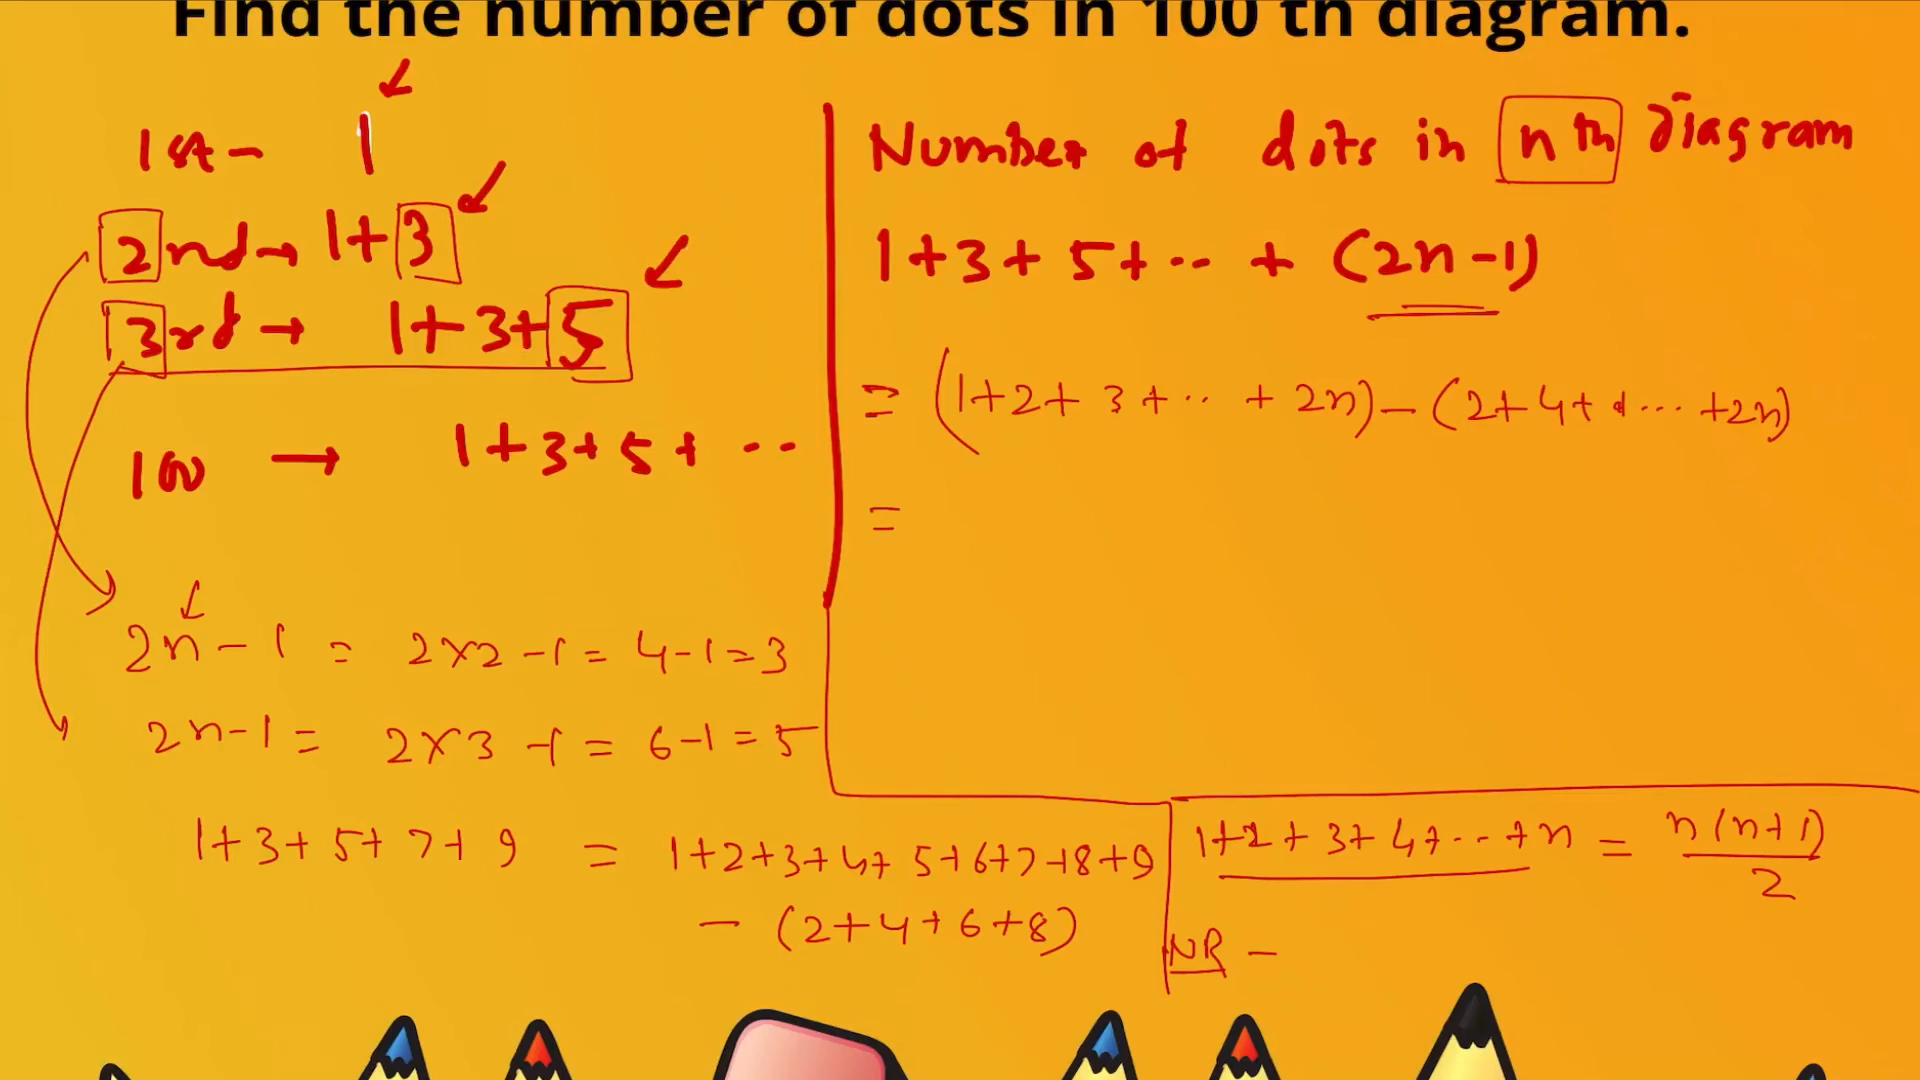 Find the number of dots in 100 th diagram.
1st - 1
2nd → 1+3
3rd → 1+3+5
100 → 1+3+5+ ..
2n - 1 = 2×2 -1 = 4-1=3
2n-1= 2×3 -1 = 6-1=5
1+3+5+7+9 = 1+2+3+4+5+6+7+8+9
- (2+4+6+8)
Number of dots in nth diagram
1+3+5+..+(2n-1)
= (1+2+3+..+2n)-(2+4+...+2n)
=
1+2+3+4+..+n = n(n+1)
2
NR -